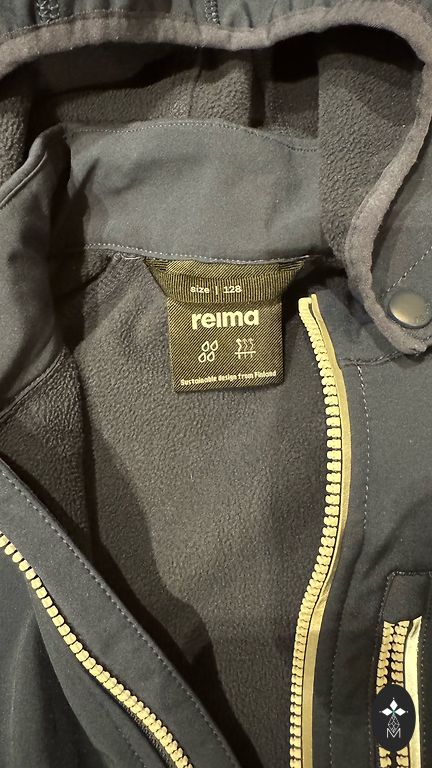 size | 128
reima
Sustainable design from Finland